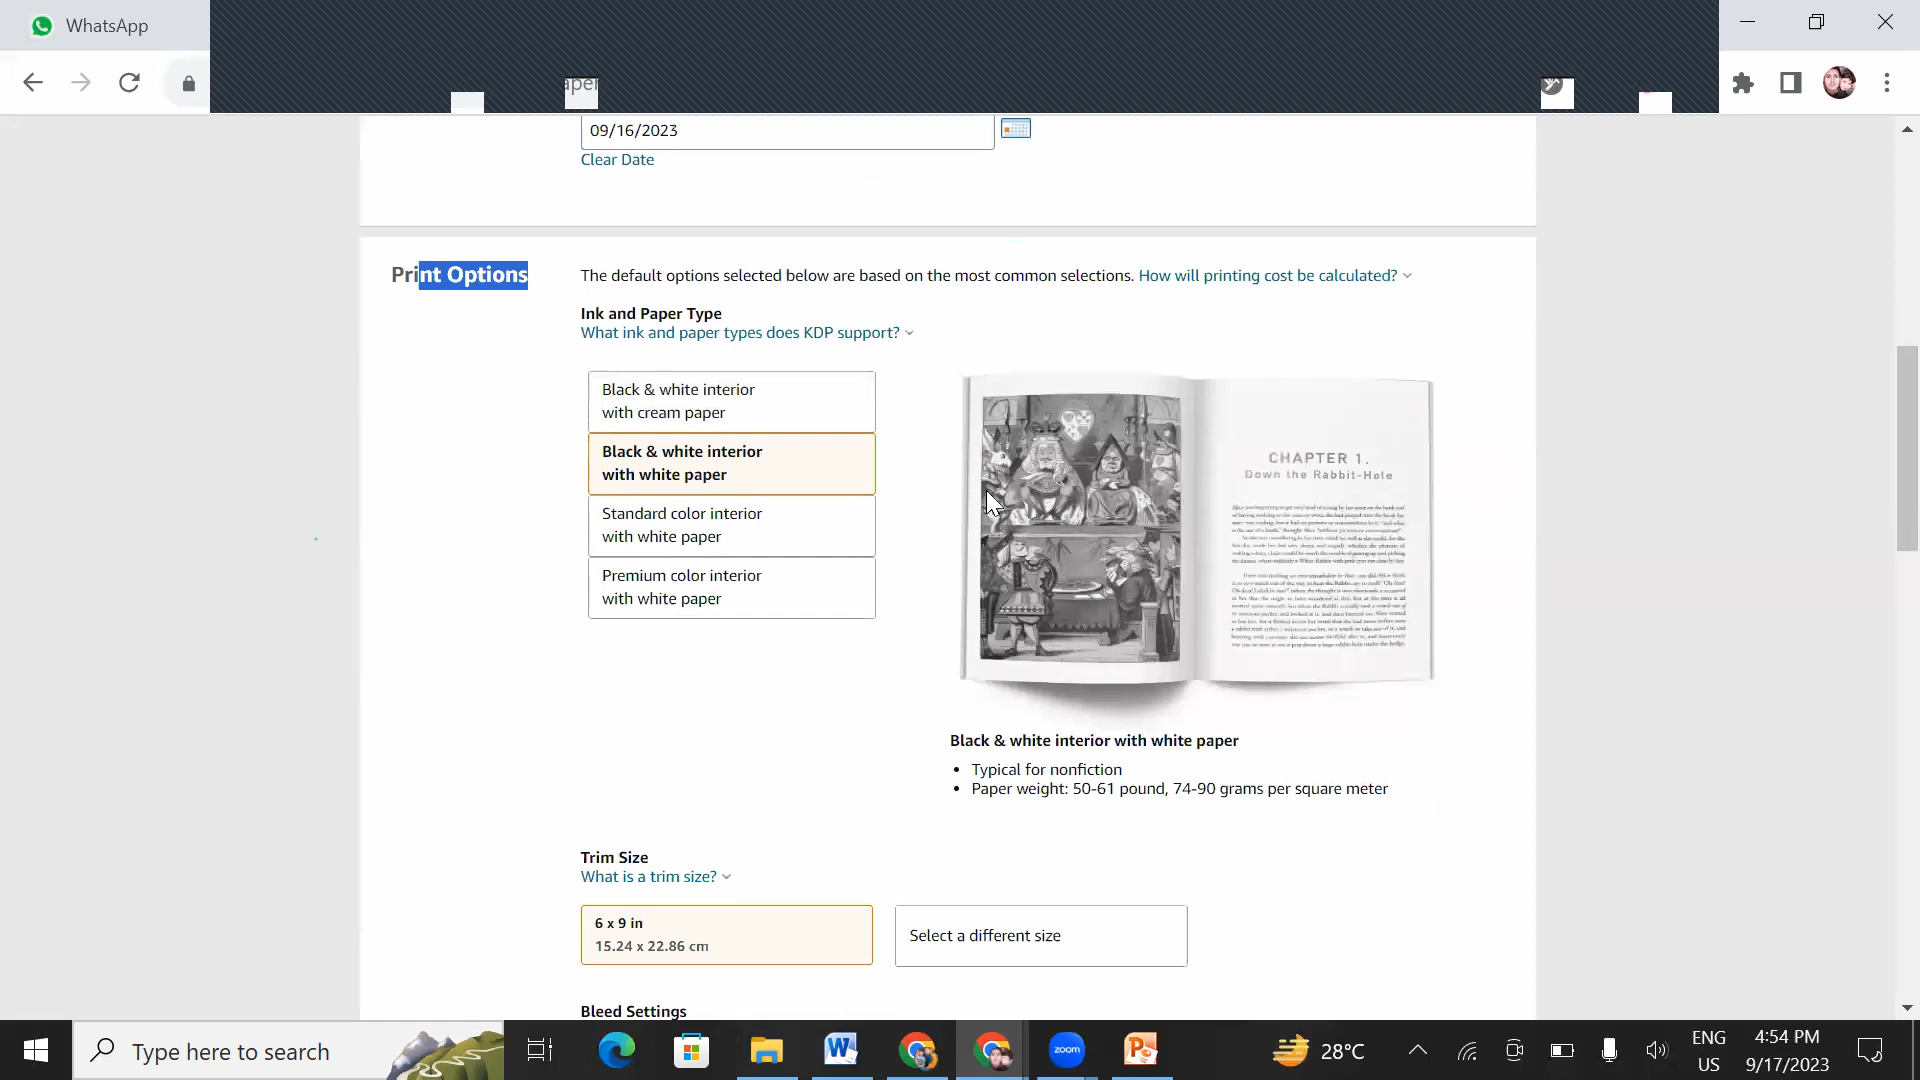 WhatsApp
aper
09/16/2023
Clear Date
Print Options
The default options selected below are based on the most common selections. How will printing cost be calculated?
Ink and Paper Type
What ink and paper types does KDP support?
Black & white interior
with cream paper
Black & white interior
with white paper
Standard color interior
with white paper
Premium color interior
with white paper
CHAPTER 1.
Down the Rabbit-Hole
Black & white interior with white paper
• Typical for nonfiction
• Paper weight: 50-61 pound, 74-90 grams per square meter
Trim Size
What is a trim size?
6 x 9 in
15.24 x 22.86 cm
Select a different size
Bleed Settings
Type here to search
zoom
28°C
ENG
US
4:54 PM
9/17/2023